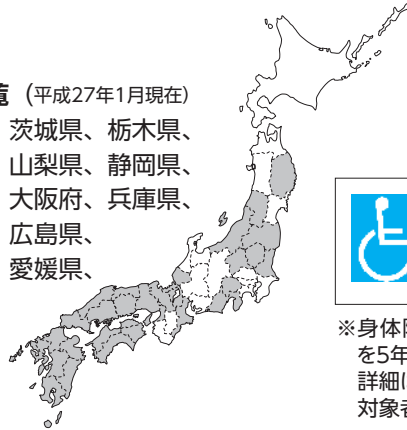 覧（平成27年1月現在）
茨城県、栃木県、
山梨県、静岡県、
大阪府、兵庫県、
広島県、
愛媛県、
※身体
を5年
詳細に
対象者